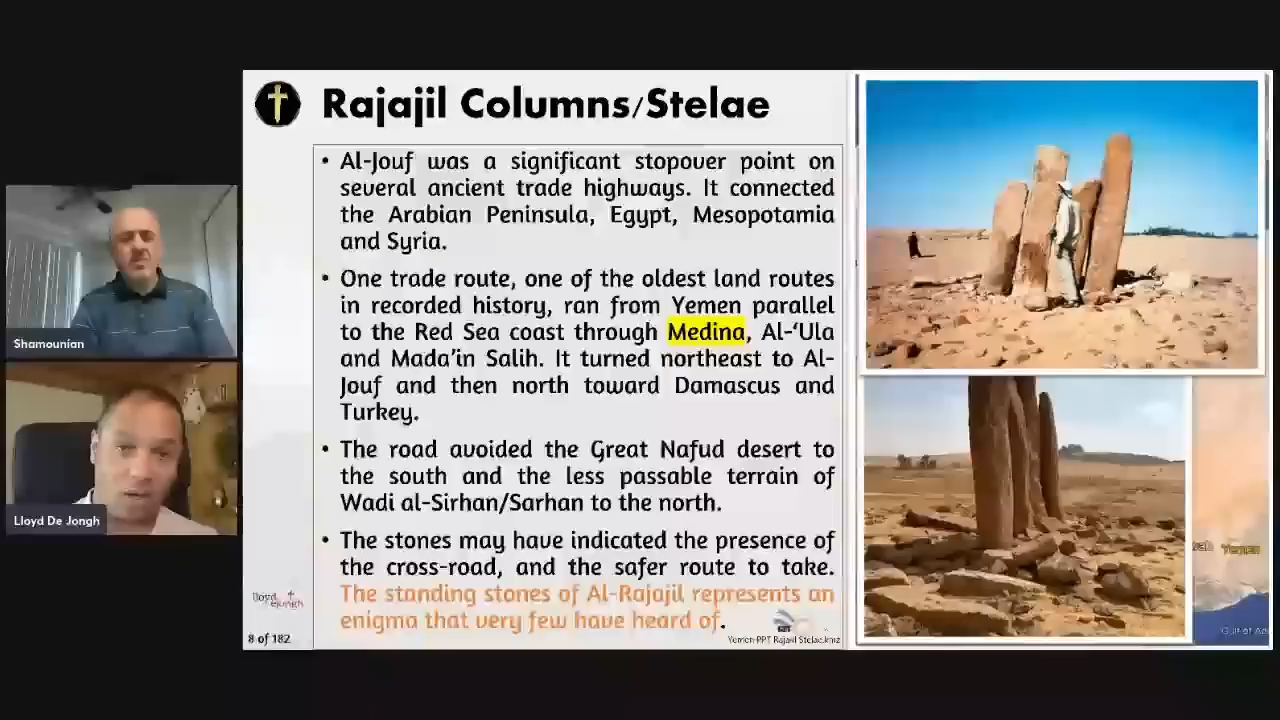 Rajajil Columns/Stelae
• Al-Jouf was a significant stopover point on
several ancient trade highways. It connected
the Arabian Peninsula, Egypt, Mesopotamia
and Syria.
• One trade route, one of the oldest land routes
in recorded history, ran from Yemen parallel
to the Red Sea coast through Medina, Al-‘Ula
and Mada’in Salih. It turned northeast to Al-
Jouf and then north toward Damascus and
Turkey.
• The road avoided the Great Nafud desert to
the south and the less passable terrain of
Wadi al-Sirhan/Sarhan to the north.
• The stones may have indicated the presence of
the cross-road, and the safer route to take.
The standing stones of Al-Rajajil represents an
enigma that very few have heard of.
8 of 182
Yemen-PPT Rajajil Stelae.kmz
Shamounian
Lloyd De Jongh
Yemen
Gulf of